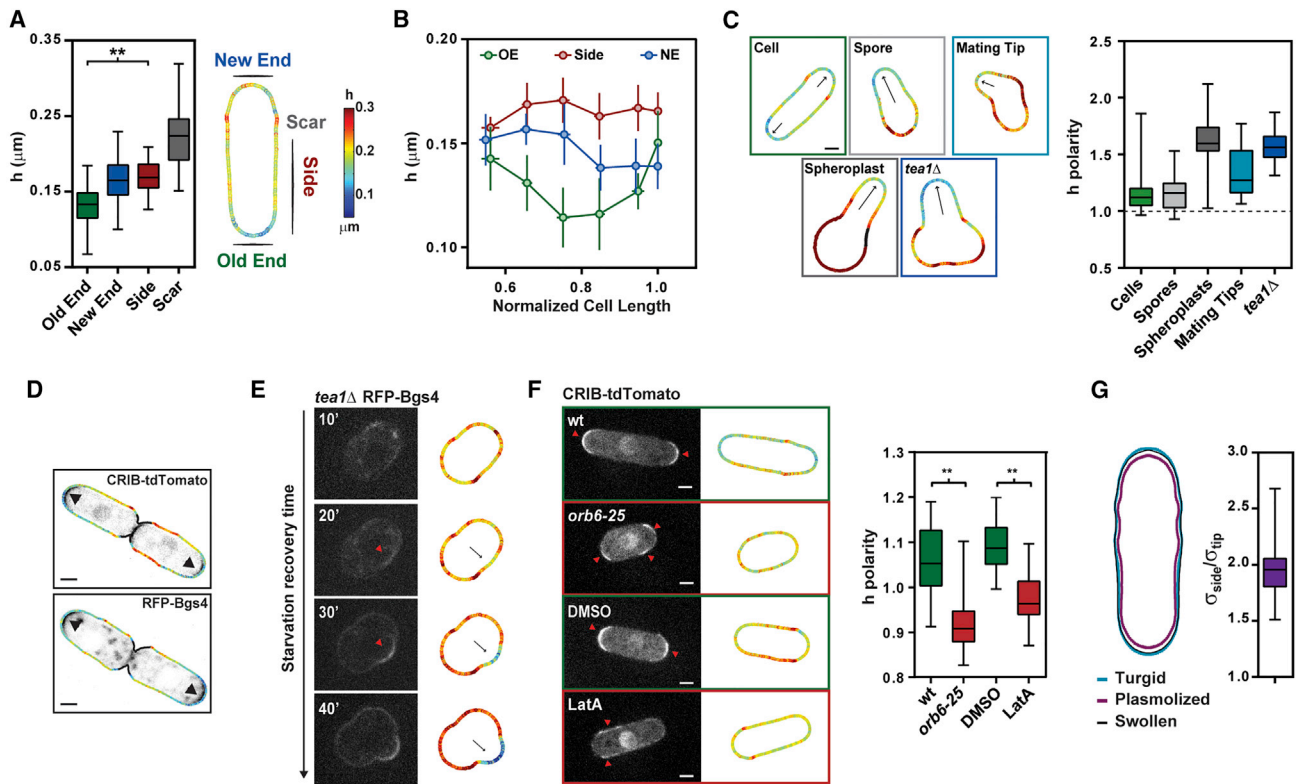 A
0.35
0.25
0.15
0.05
h (µm)
**
Old End
New End
Side
Scar
New End
Scar
Side
Old End
h
0.3
0.2
0.1
µm
B
OE
Side
NE
0.20
0.15
0.10
h (µm)
0.6
0.8
1.0
Normalized Cell Length
C
Cell
Spore
Mating Tip
Spheroplast
tea1Δ
2.5
2.0
1.5
1.0
0.5
h polarity
Cells
Spores
Spheroplasts
Mating Tips
tea1Δ
D
CRIB-tdTomato
RFP-Bgs4
E
tea1Δ RFP-Bgs4
Starvation recovery time
10'
20'
30'
40'
F
CRIB-tdTomato
wt
orb6-25
DMSO
LatA
1.3
1.2
1.1
1.0
0.9
0.8
h polarity
**
**
wt
orb6-25
DMSO
LatA
G
Turgid
Plasmolized
Swollen
3.0
2.5
2.0
1.5
1.0
σside/σtip